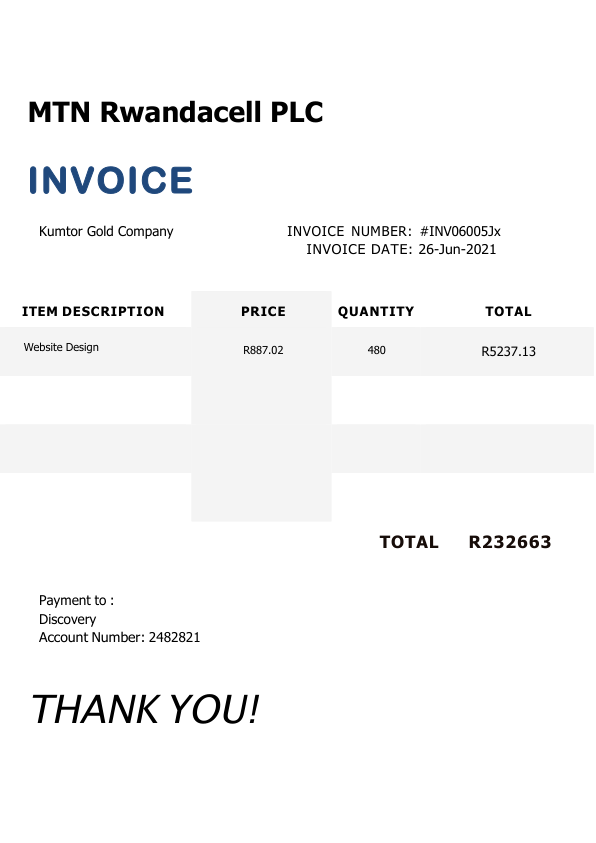 MTN Rwandacell PLC
INVOICE
Kumtor Gold Company
INVOICE NUMBER: #INV06005Jx
INVOICE DATE: 26-Jun-2021
ITEM DESCRIPTION PRICE QUANTITY TOTAL
Website Design R887.02 480 R5237.13
TOTAL R232663
Payment to :
Discovery
Account Number: 2482821
THANK YOU!